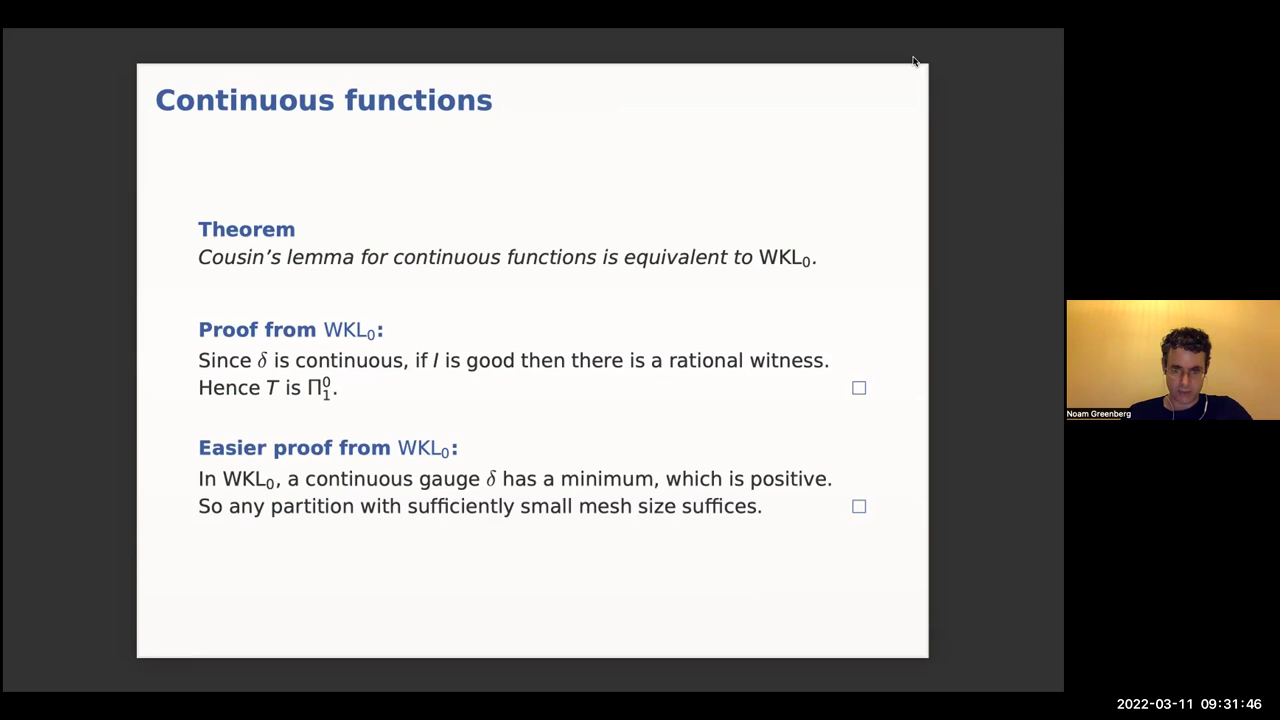 Continuous functions
Theorem
Cousin's lemma for continuous functions is equivalent to WKL₀.
Proof from WKL₀:
Since δ is continuous, if I is good then there is a rational witness.
Hence T is Π⁰₁. □
Easier proof from WKL₀:
In WKL₀, a continuous gauge δ has a minimum, which is positive.
So any partition with sufficiently small mesh size suffices. □
Noam Greenberg
2022-03-11 09:31:46